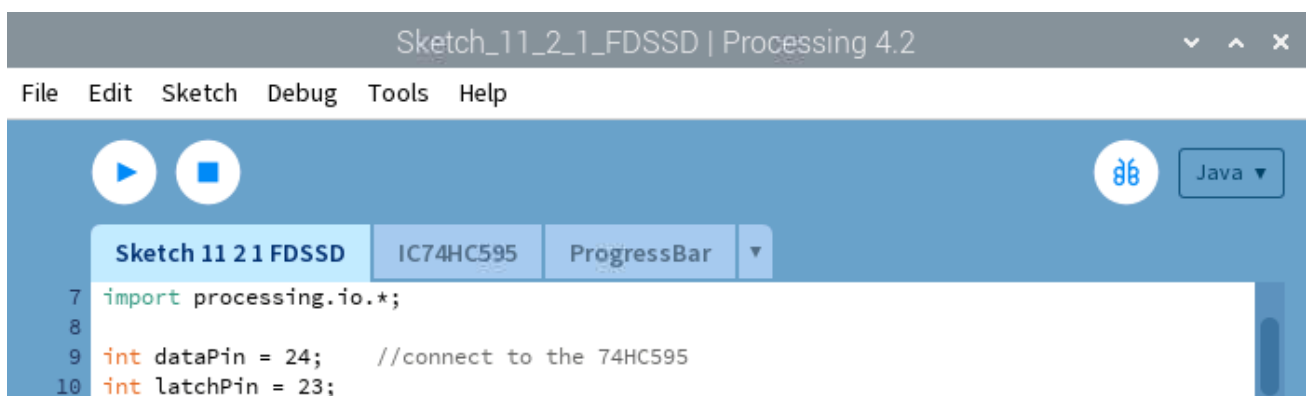 Sketch_11_2_1_FDSSD | Processing 4.2
File Edit Sketch Debug Tools Help
Java ▼
Sketch 11 2 1 FDSSD IC74HC595 ProgressBar ▼
7 import processing.io.*;
8
9 int dataPin = 24; //connect to the 74HC595
10 int latchPin = 23;